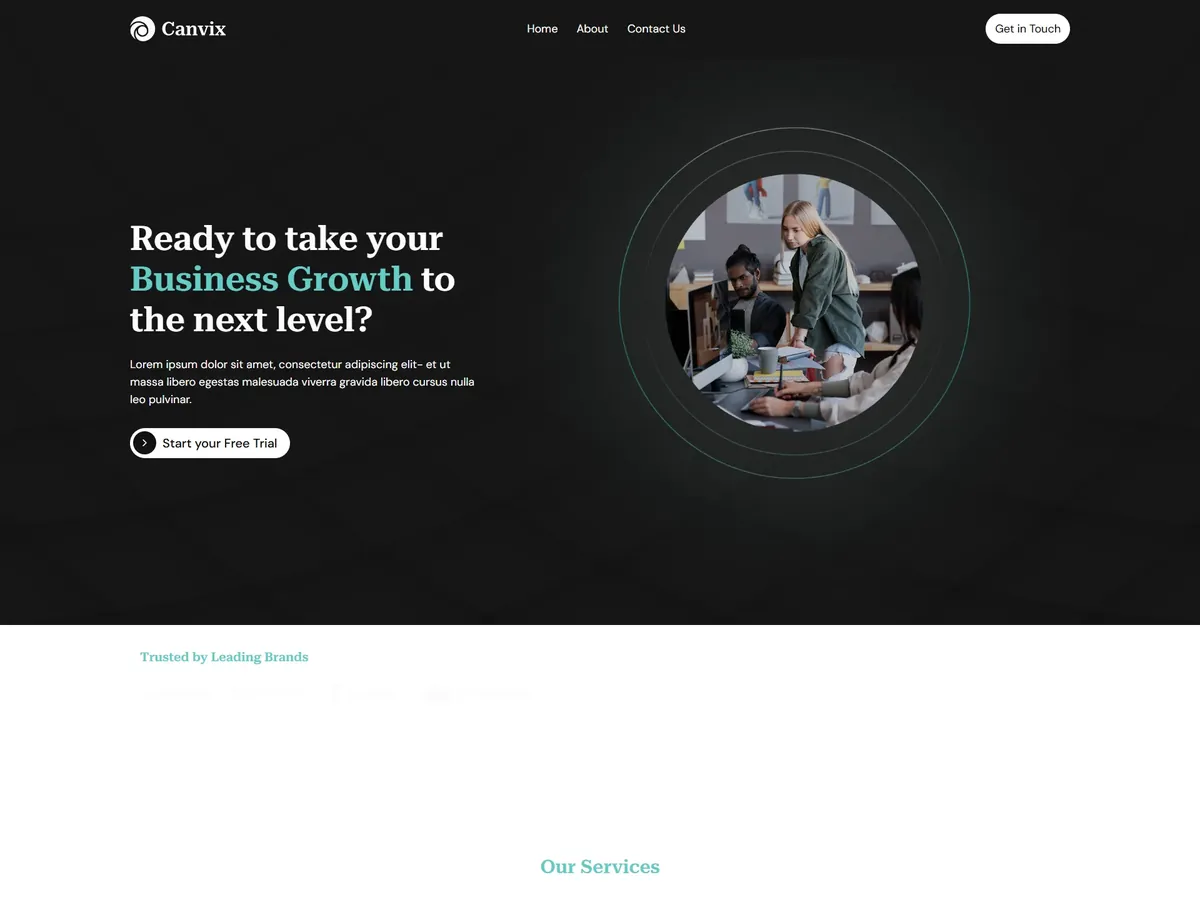 Canvix
Home
About
Contact Us
Get in Touch
Ready to take your
Business Growth to
the next level?
Lorem ipsum dolor sit amet, consectetur adipiscing elit– et ut
massa libero egestas malesuada viverra gravida libero cursus nulla
leo pulvinar.
Start your Free Trial
Trusted by Leading Brands
Our Services